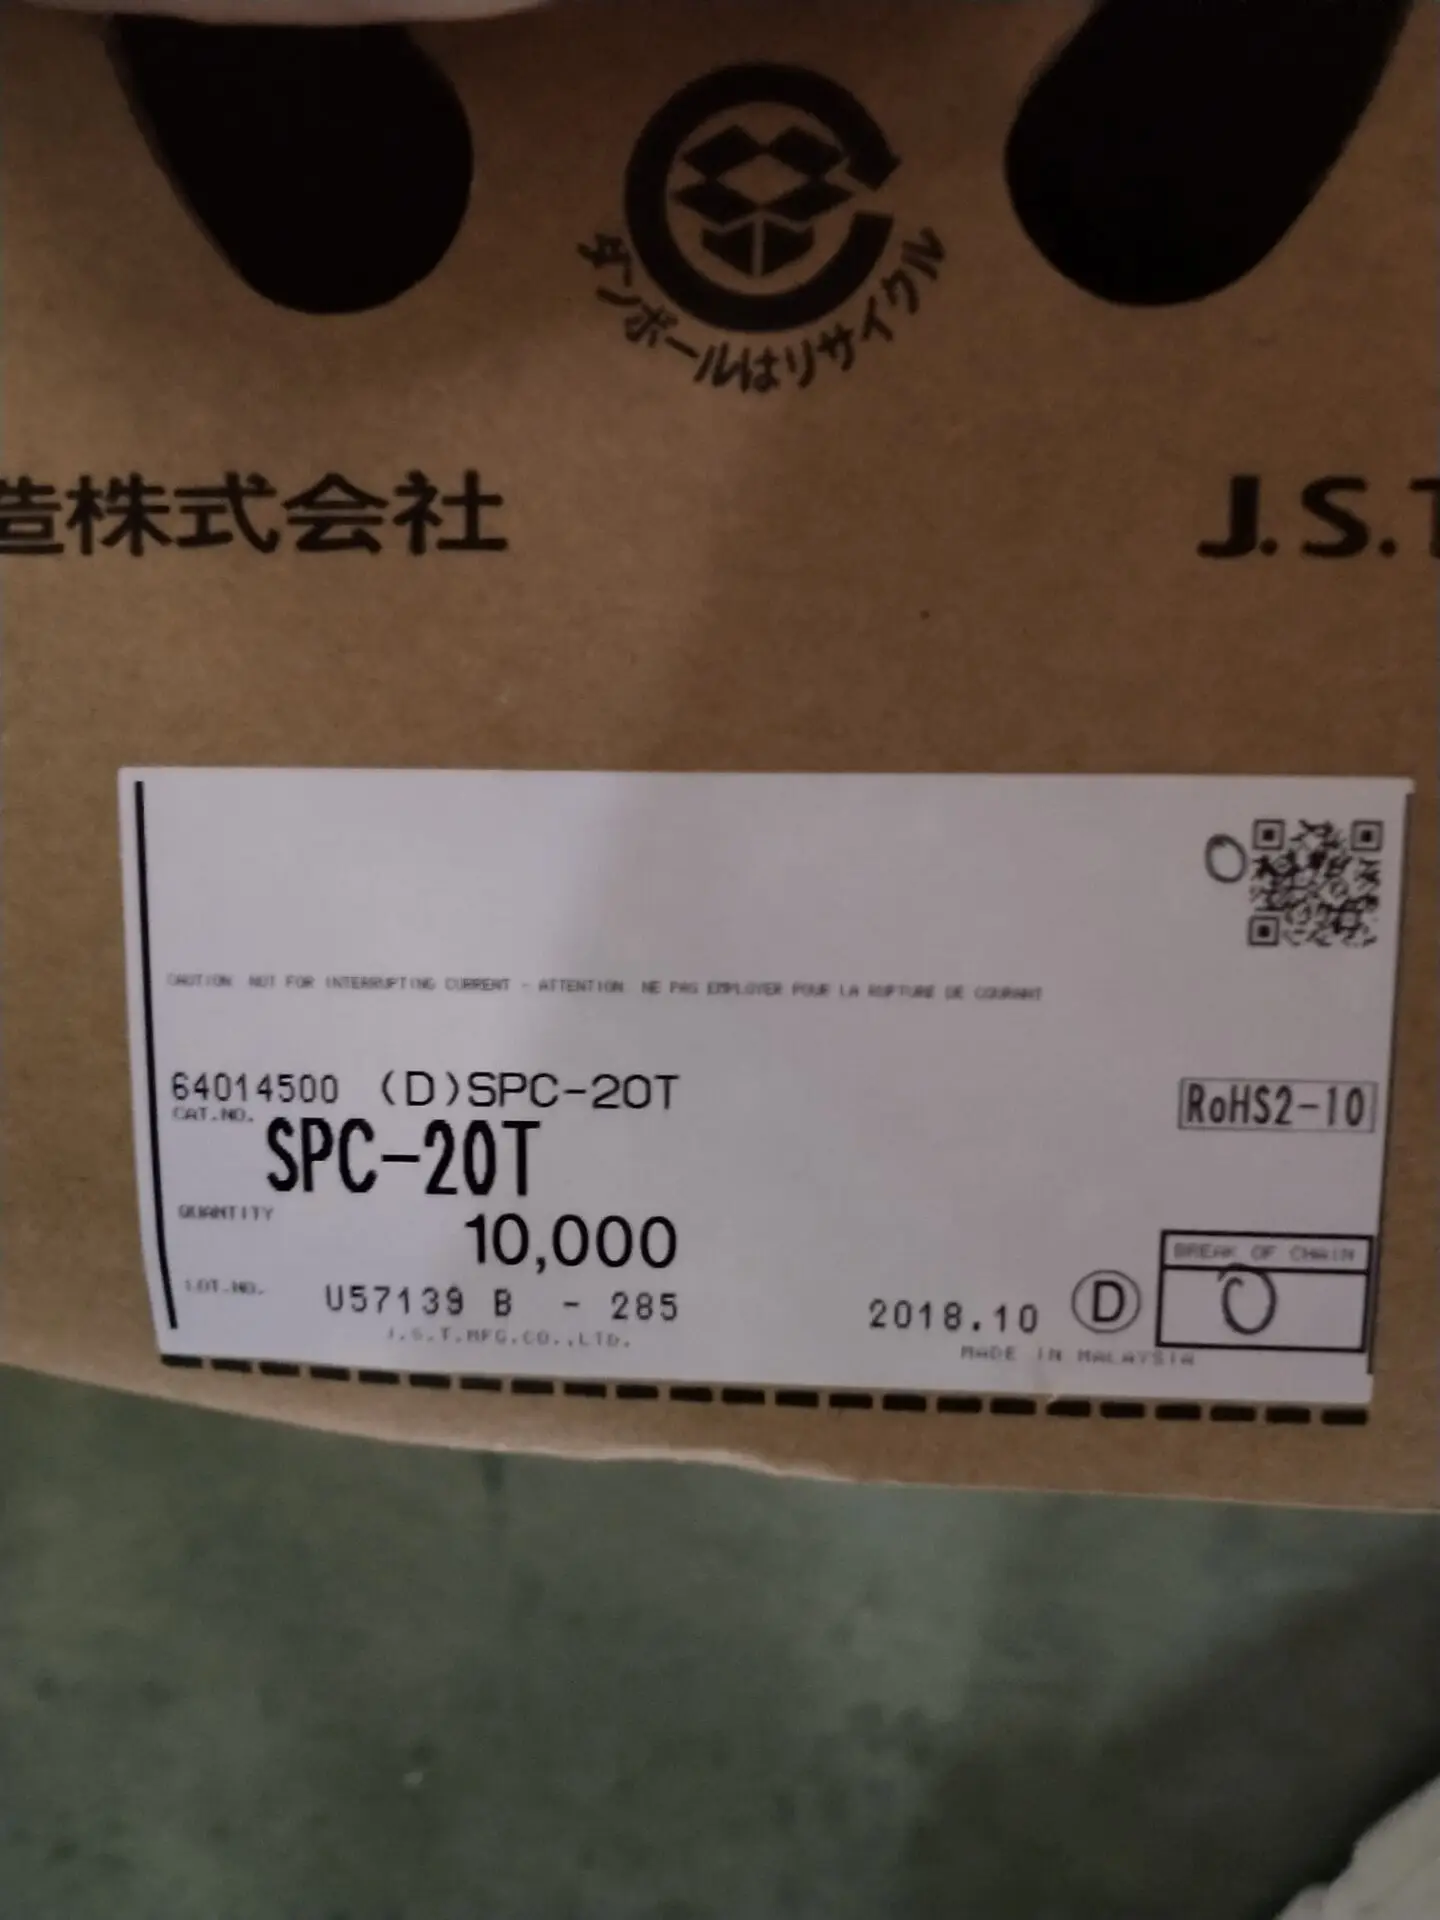 ダンボールはリサイクル
造株式会社
J.S.T
CAUTION NOT FOR INTERRUPTING CURRENT - ATTENTION NE PAS EMPLOYER POUR LA RUPTURE DE COURANT
64014500 (D)SPC-20T
RoHS2-10
CAT.NO.
SPC-20T
QUANTITY
10,000
BREAK OF CHAIN
0
LOT.NO.
U57139 B - 285
2018.10 D
J.S.T.MFG.CO.,LTD.
MADE IN MALAYSIA